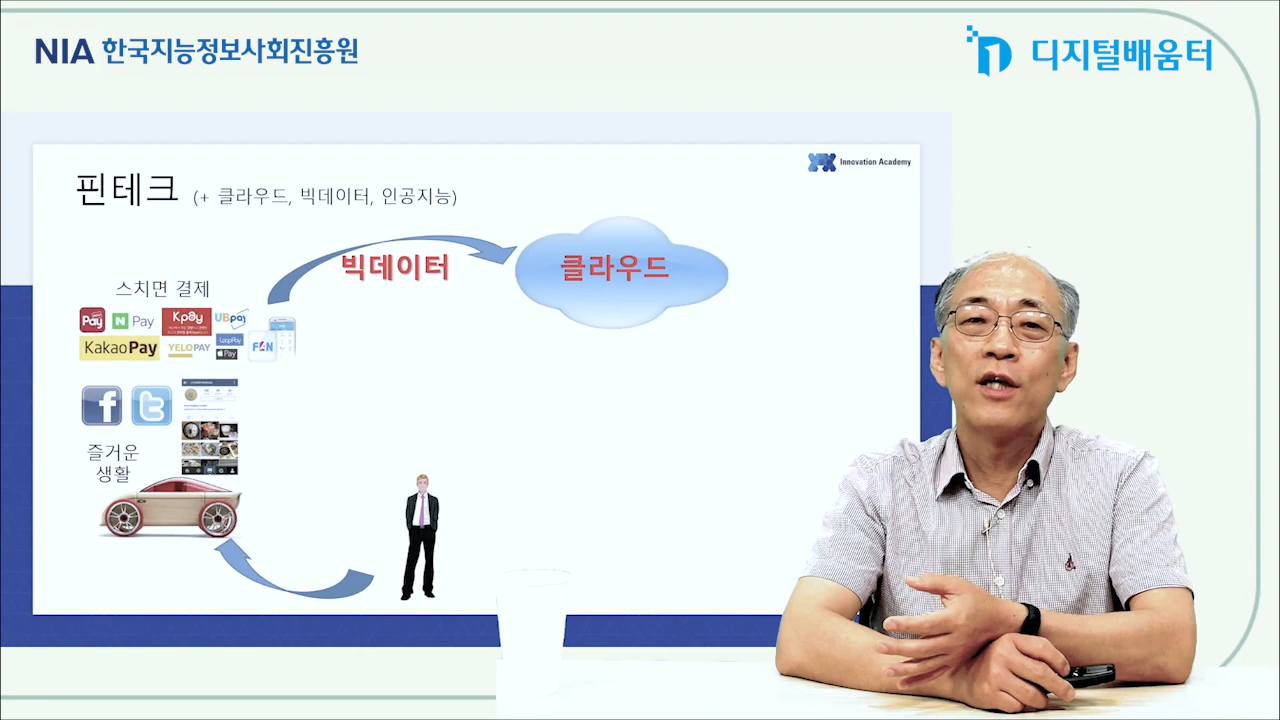 NIA 한국지능정보사회진흥원
디지털배움터
Innovation Academy
핀테크 (+ 클라우드, 빅데이터, 인공지능)
빅데이터
클라우드
스치면 결제
Pay
N Pay
Kpay
UBpay
KakaoPay
YELOPAY
LoopPay
Pay
FAN
f
t
즐거운
생활